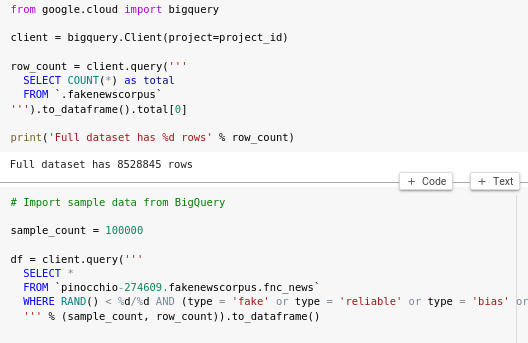 from google.cloud import bigquery
client = bigquery.Client(project=project_id)
row_count = client.query('''
SELECT COUNT(*) as total
FROM `.fakenewscorpus`
''').to_dataframe().total[0]
print('Full dataset has %d rows' % row_count)
Full dataset has 8528845 rows
+ Code + Text
# Import sample data from BigQuery
sample_count = 100000
df = client.query('''
SELECT *
FROM `pinocchio-274609.fakenewscorpus.fnc_news`
WHERE RAND() < %d/%d AND (type = 'fake' or type = 'reliable' or type = 'bias' or
''' % (sample_count, row_count)).to_dataframe()